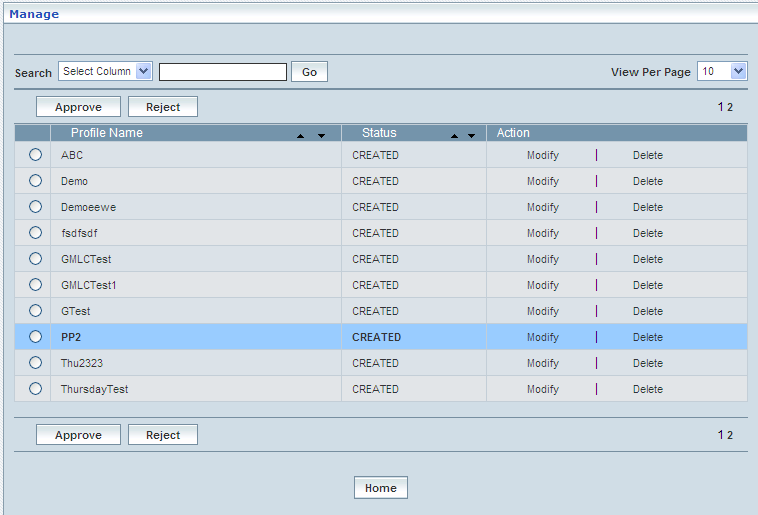 Manage
Search Select Column Go View Per Page 10
Approve Reject 1 2
Profile Name Status Action
ABC CREATED Modify | Delete
Demo CREATED Modify | Delete
Demoeewe CREATED Modify | Delete
fsdfsdf CREATED Modify | Delete
GMLCTest CREATED Modify | Delete
GMLCTest1 CREATED Modify | Delete
GTest CREATED Modify | Delete
PP2 CREATED Modify | Delete
Thu2323 CREATED Modify | Delete
ThursdayTest CREATED Modify | Delete
Approve Reject 1 2
Home